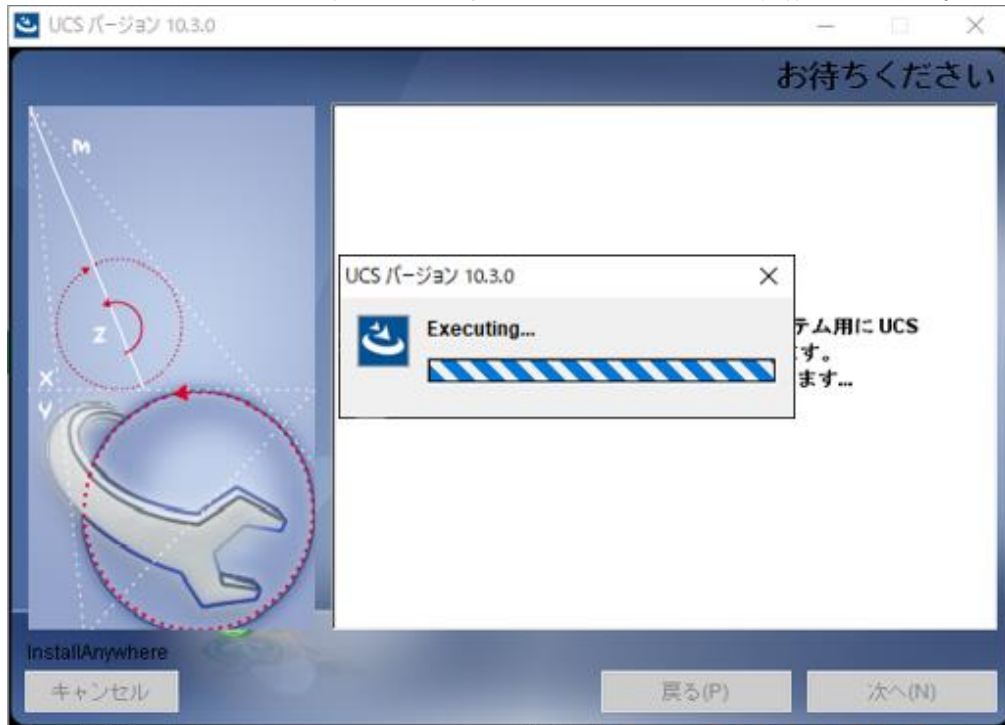 UCS バージョン 10.3.0
お待ちください
M
Z
X
Y
UCS バージョン 10.3.0
Executing...
テム用に UCS
す。
ます...
InstallAnywhere
キャンセル
戻る(P)
次へ(N)